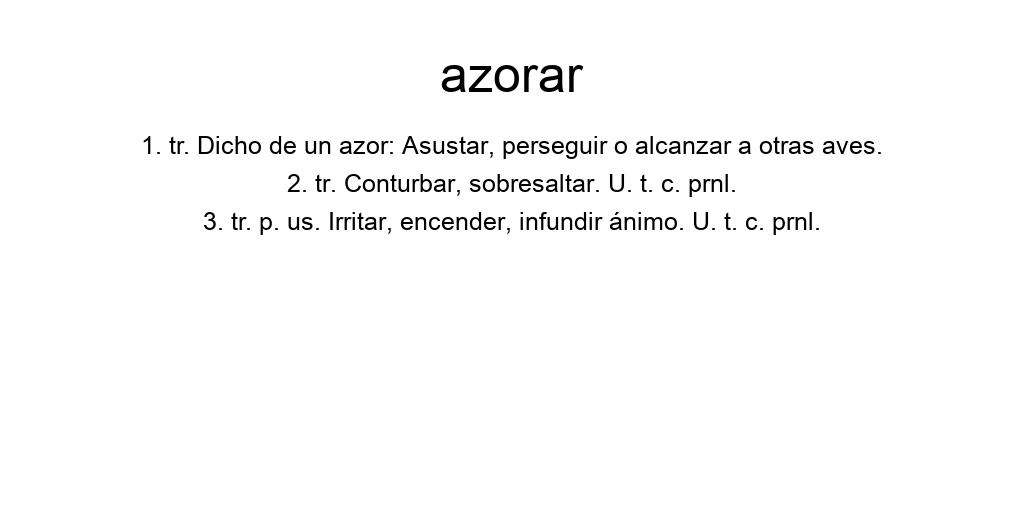 azorar
1. tr. Dicho de un azor: Asustar, perseguir o alcanzar a otras aves.
2. tr. Conturbar, sobresaltar. U. t. c. prnl.
3. tr. p. us. Irritar, encender, infundir ánimo. U. t. c. prnl.